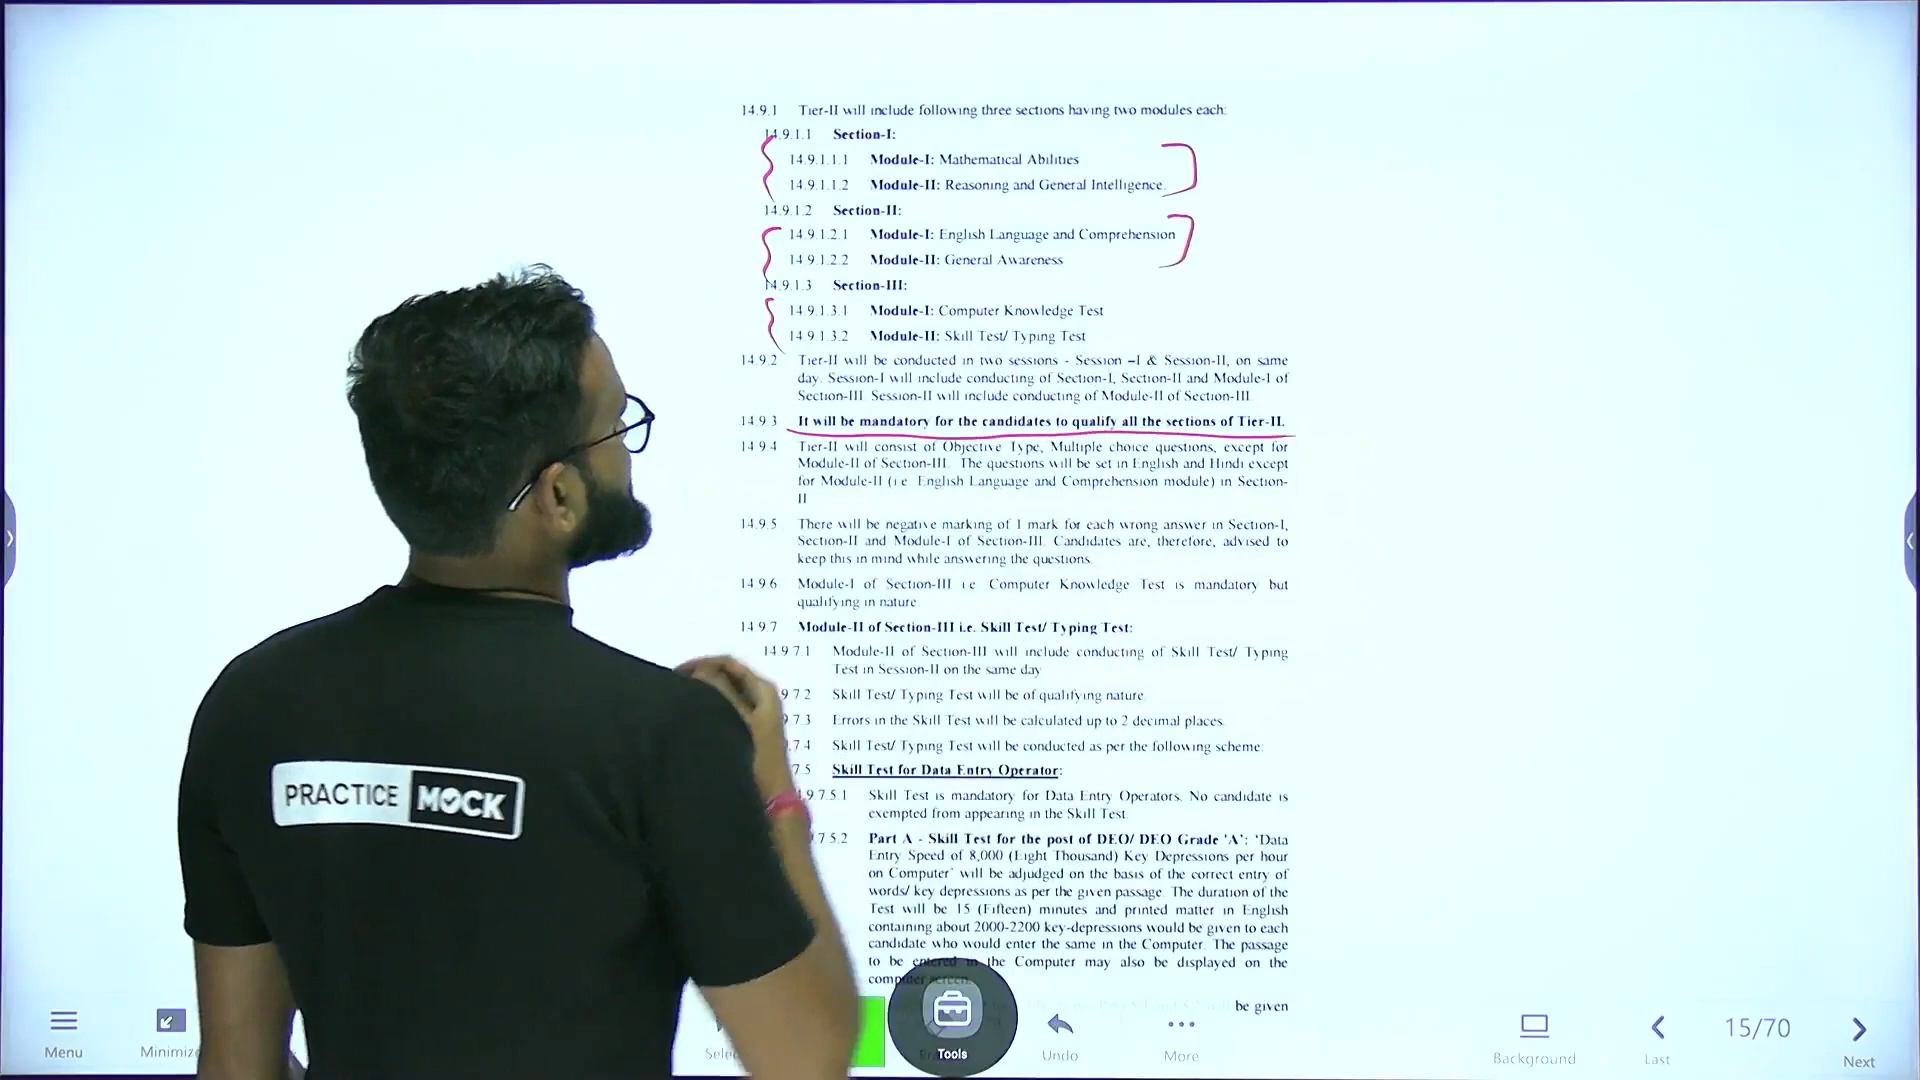 14.9.1 Tier-II will include following three sections having two modules each:
14.9.1.1 Section-I:
14.9.1.1.1 Module-I: Mathematical Abilities
14.9.1.1.2 Module-II: Reasoning and General Intelligence.
14.9.1.2 Section-II:
14.9.1.2.1 Module-I: English Language and Comprehension
14.9.1.2.2 Module-II: General Awareness
14.9.1.3 Section-III:
14.9.1.3.1 Module-I: Computer Knowledge Test
14.9.1.3.2 Module-II: Skill Test/ Typing Test
14.9.2 Tier-II will be conducted in two sessions - Session –I & Session-II, on same
day. Session-I will include conducting of Section-I, Section-II and Module-I of
Section-III. Session-II will include conducting of Module-II of Section-III.
14.9.3 It will be mandatory for the candidates to qualify all the sections of Tier-II.
14.9.4 Tier-II will consist of Objective Type, Multiple choice questions, except for
Module-II of Section-III. The questions will be set in English and Hindi except
for Module-II (i.e. English Language and Comprehension module) in Section-
II.
14.9.5 There will be negative marking of 1 mark for each wrong answer in Section-I,
Section-II and Module-I of Section-III. Candidates are, therefore, advised to
keep this in mind while answering the questions.
14.9.6 Module-I of Section-III i.e. Computer Knowledge Test is mandatory but
qualifying in nature.
14.9.7 Module-II of Section-III i.e. Skill Test/ Typing Test:
14.9.7.1 Module-II of Section-III will include conducting of Skill Test/ Typing
Test in Session-II on the same day.
9.7.2 Skill Test/ Typing Test will be of qualifying nature.
9.7.3 Errors in the Skill Test will be calculated up to 2 decimal places.
.7.4 Skill Test/ Typing Test will be conducted as per the following scheme:
7.5 Skill Test for Data Entry Operator:
.9.7.5.1 Skill Test is mandatory for Data Entry Operators. No candidate is
exempted from appearing in the Skill Test.
7.5.2 Part A - Skill Test for the post of DEO/ DEO Grade 'A': 'Data
Entry Speed of 8,000 (Eight Thousand) Key Depressions per hour
on Computer' will be adjudged on the basis of the correct entry of
words/ key depressions as per the given passage. The duration of the
Test will be 15 (Fifteen) minutes and printed matter in English
containing about 2000-2200 key-depressions would be given to each
candidate who would enter the same in the Computer. The passage
to be entered in the Computer may also be displayed on the
computer screen.
be given
PRACTICE MOCK
Menu
Minimize
Selec
Tools
Undo
More
Background
Last
15/70
Next